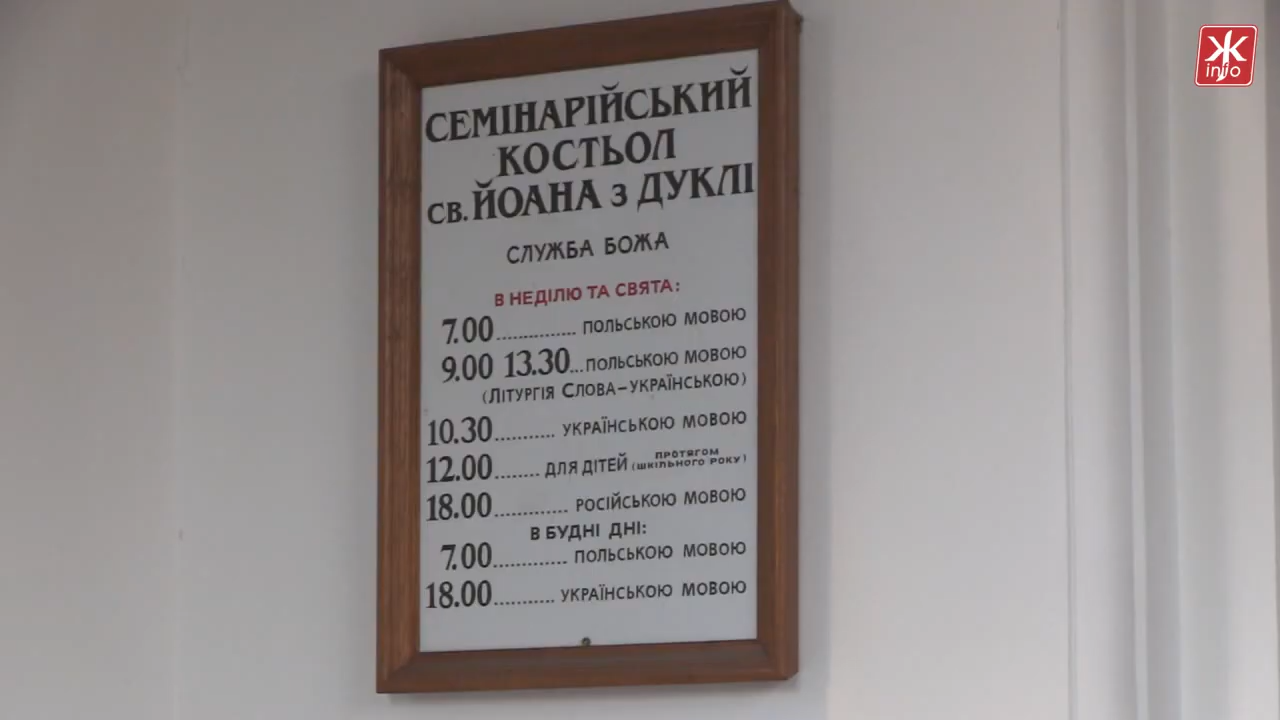 СЕМІНАРІЙСЬКИЙ
КОСТЬОЛ
СВ. ЙОАНА З ДУКЛІ
СЛУЖБА БОЖА
В НЕДІЛЮ ТА СВЯТА:
7.00.............. ПОЛЬСЬКОЮ МОВОЮ
9.00 13.30...ПОЛЬСЬКОЮ МОВОЮ
(ЛІТУРГІЯ СЛОВА–УКРАЇНСЬКОЮ)
10.30........... УКРАЇНСЬКОЮ МОВОЮ
12.00........ ДЛЯ ДІТЕЙ (ПРОТЯГОМ ШКІЛЬНОГО РОКУ)
18.00............. РОСІЙСЬКОЮ МОВОЮ
В БУДНІ ДНІ:
7.00............. ПОЛЬСЬКОЮ МОВОЮ
18.00........... УКРАЇНСЬКОЮ МОВОЮ
Ж info